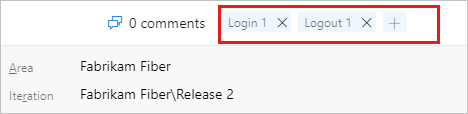 0 comments Login 1 × Logout 1 × +
Area Fabrikam Fiber
Iteration Fabrikam Fiber\Release 2